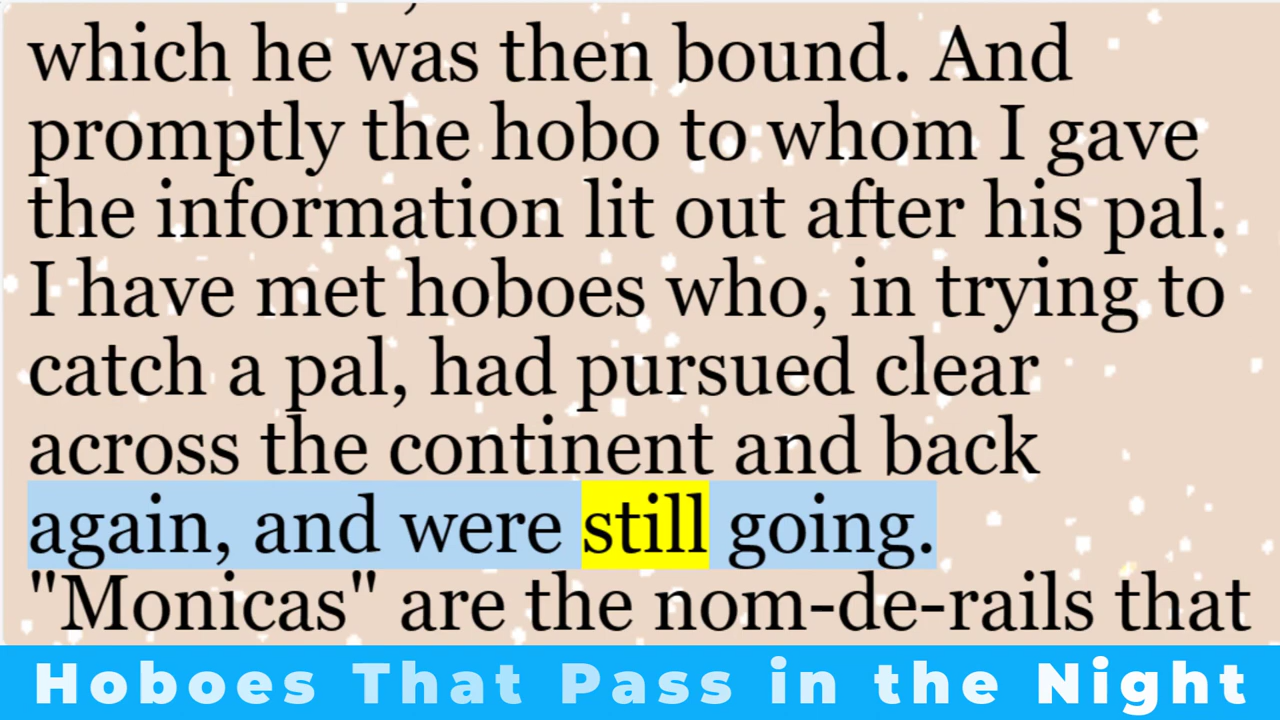 which he was then bound. And
promptly the hobo to whom I gave
the information lit out after his pal.
I have met hoboes who, in trying to
catch a pal, had pursued clear
across the continent and back
again, and were still going.
"Monicas" are the nom-de-rails that
Hoboes That Pass in the Night